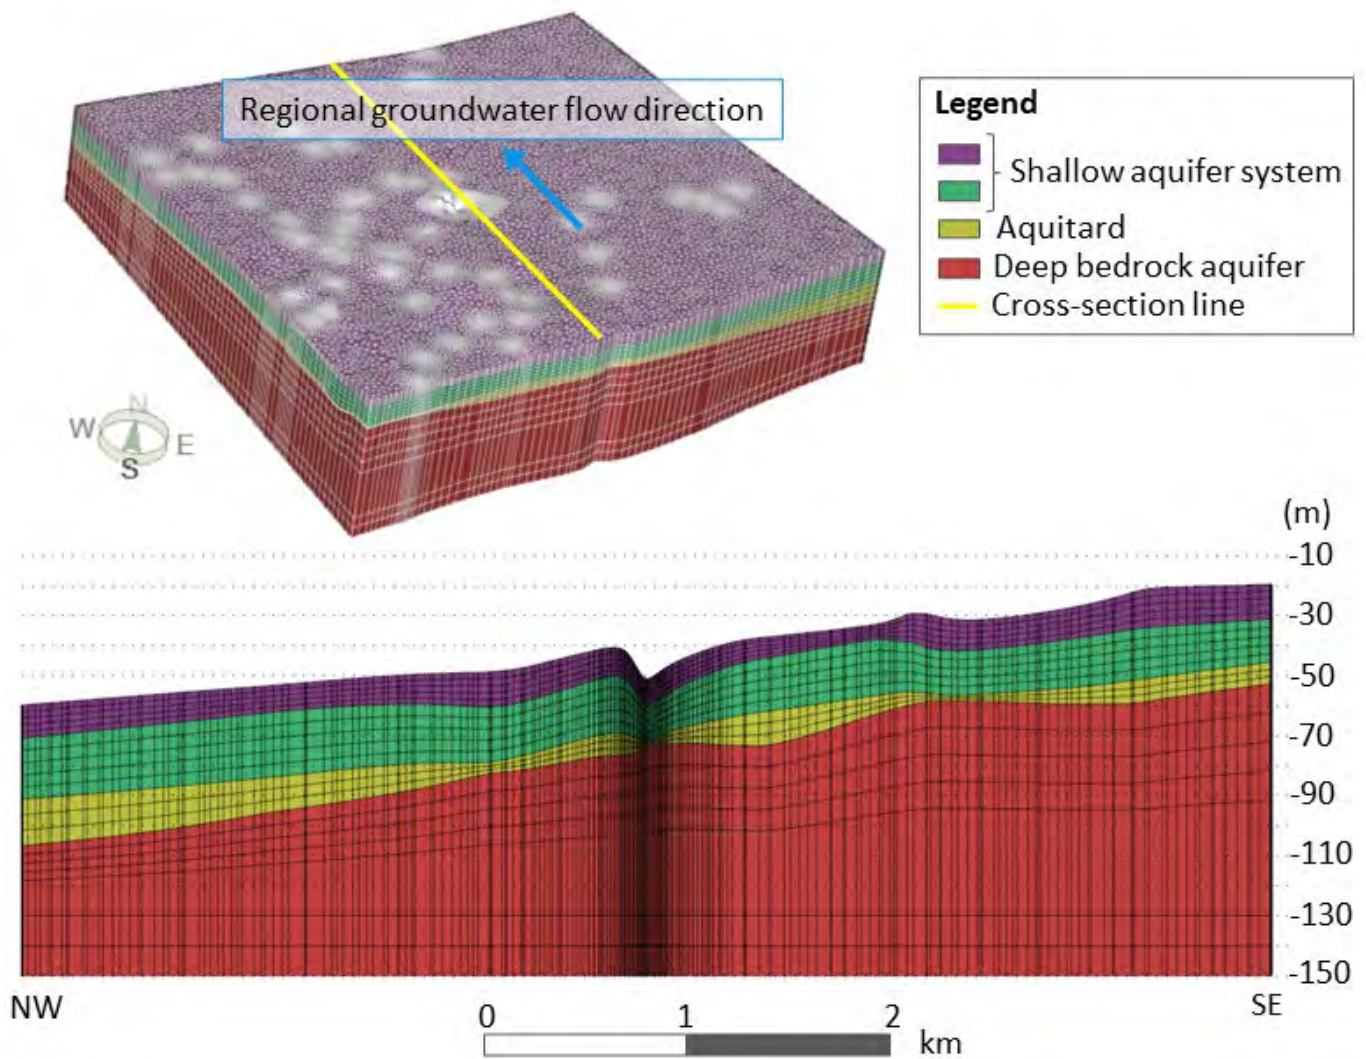 Regional groundwater flow direction
Legend
Shallow aquifer system
Aquitard
Deep bedrock aquifer
Cross-section line
N
W
E
S
(m)
-10
-30
-50
-70
-90
-110
-130
-150
NW
SE
0 1 2
km